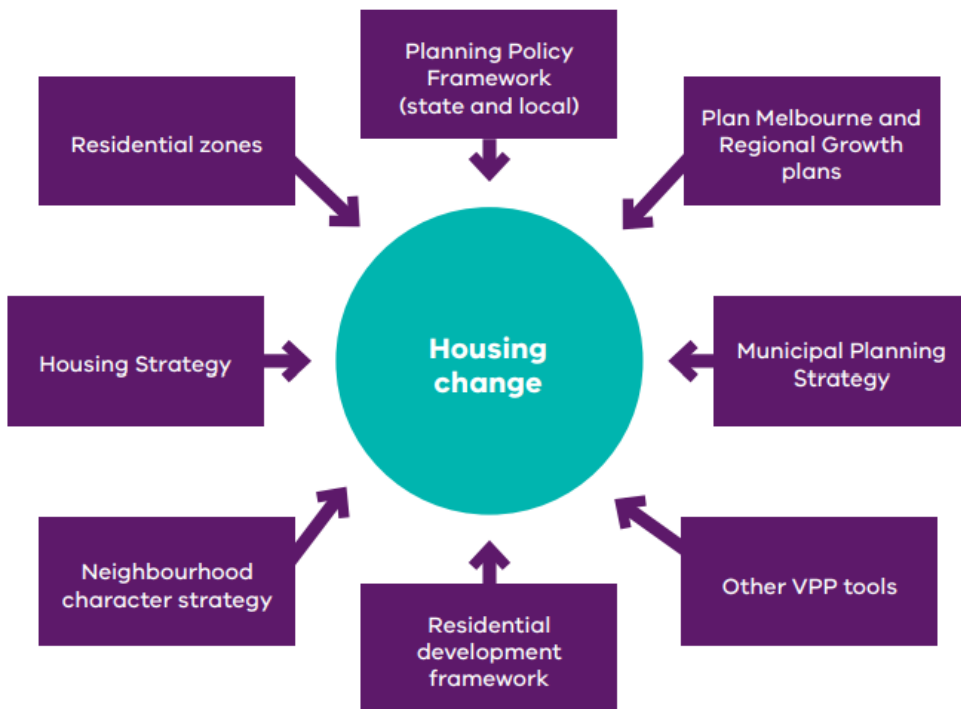 Planning Policy
Framework
(state and local)
Residential zones
Plan Melbourne and
Regional Growth
plans
Housing Strategy
Housing
change
Municipal Planning
Strategy
Neighbourhood
character strategy
Residential
development
framework
Other VPP tools